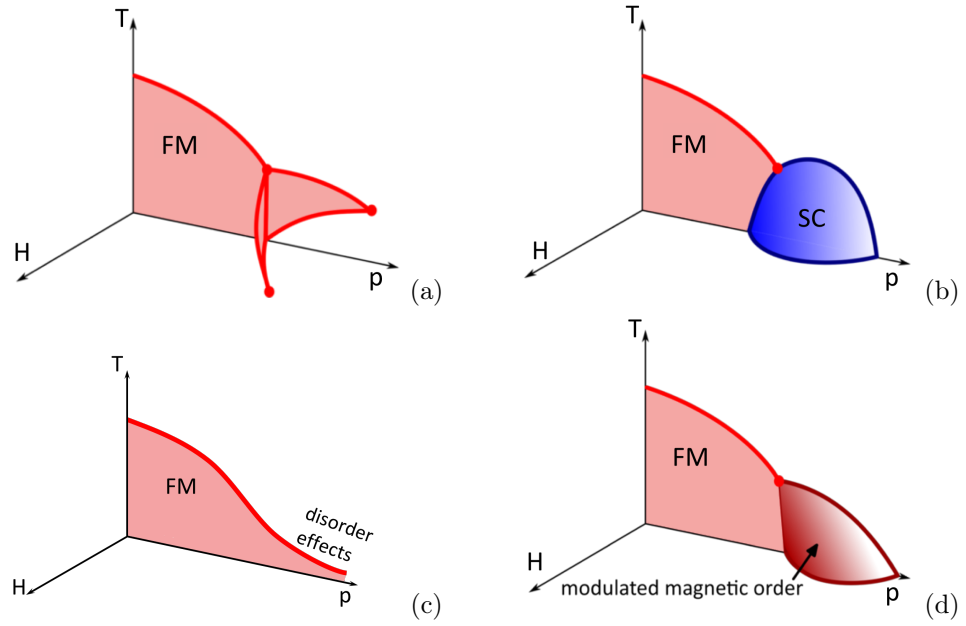 T
FM
H
p
(a)
T
FM
SC
H
p
(b)
T
FM
disorder
effects
H
p
(c)
T
FM
H
modulated magnetic order
p
(d)